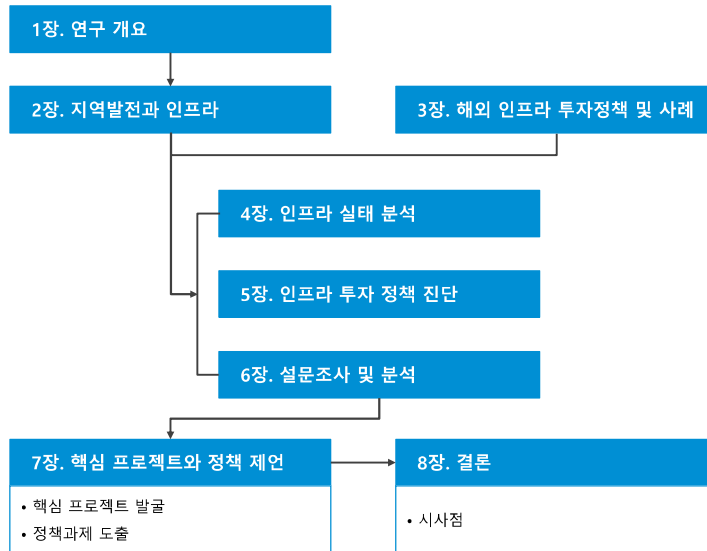 1장. 연구 개요
2장. 지역발전과 인프라
3장. 해외 인프라 투자정책 및 사례
4장. 인프라 실태 분석
5장. 인프라 투자 정책 진단
6장. 설문조사 및 분석
7장. 핵심 프로젝트와 정책 제언
• 핵심 프로젝트 발굴
• 정책과제 도출
8장. 결론
• 시사점